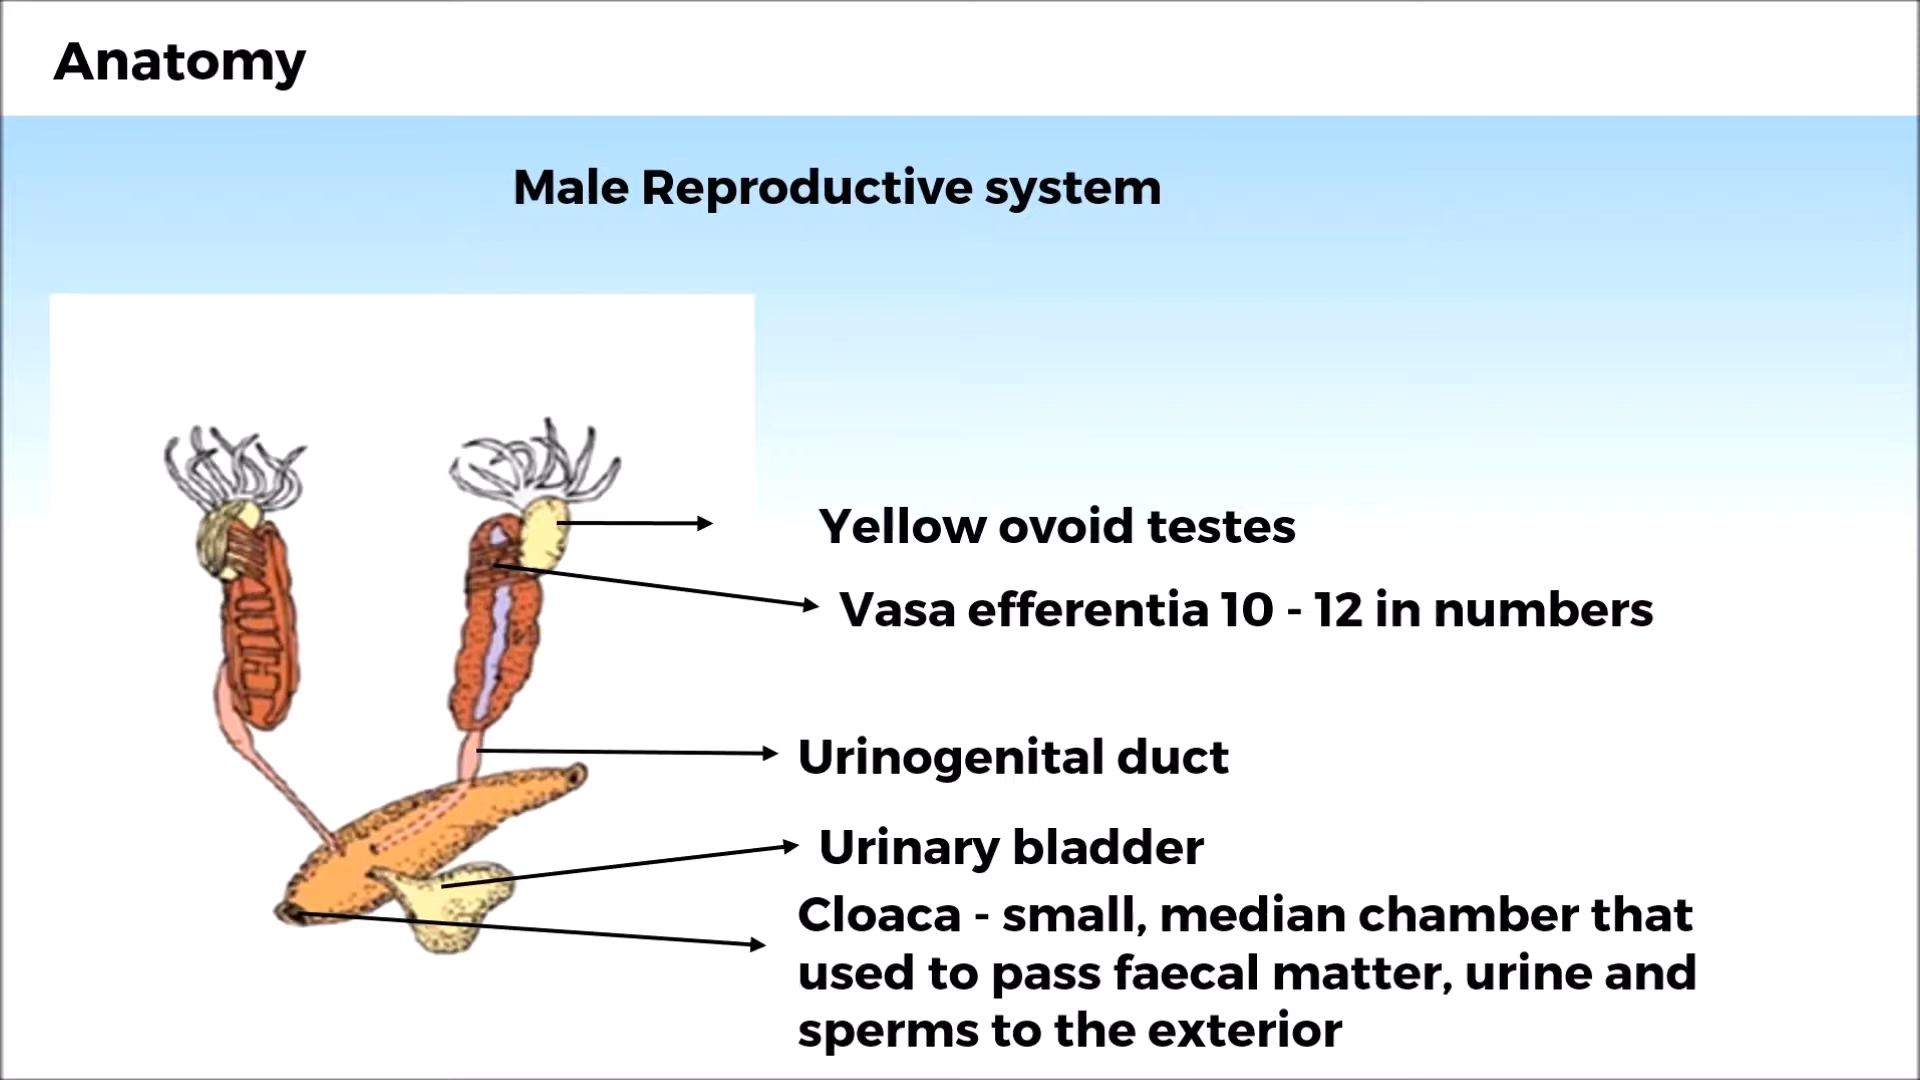 Anatomy
Male Reproductive system
Yellow ovoid testes
Vasa efferentia 10 - 12 in numbers
Urinogenital duct
Urinary bladder
Cloaca - small, median chamber that
used to pass faecal matter, urine and
sperms to the exterior